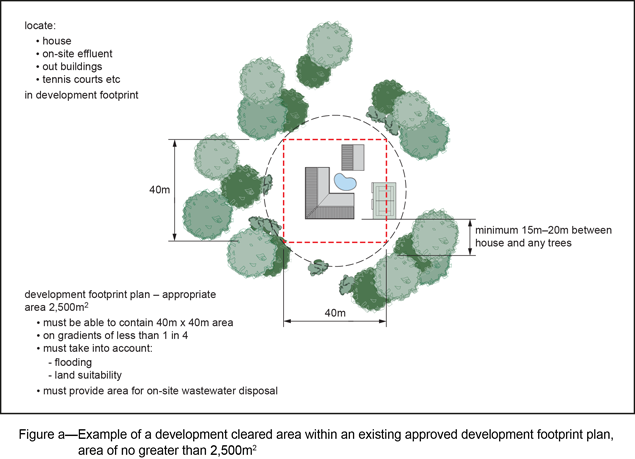 locate:
• house
• on-site effluent
• out buildings
• tennis courts etc
in development footprint
40m
minimum 15m–20m between
house and any trees
development footprint plan – appropriate
area 2,500m²
• must be able to contain 40m x 40m area
• on gradients of less than 1 in 4
• must take into account:
- flooding
- land suitability
• must provide area for on-site wastewater disposal
40m
Figure a—Example of a development cleared area within an existing approved development footprint plan,
area of no greater than 2,500m²